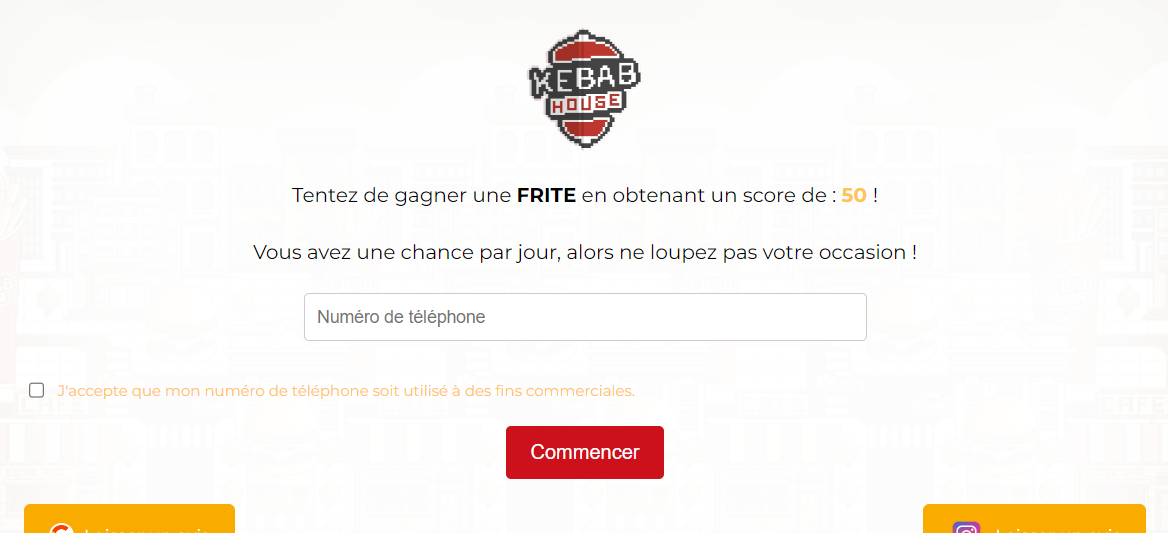 KEBAB
HOUSE
Tentez de gagner une FRITE en obtenant un score de : 50 !
Vous avez une chance par jour, alors ne loupez pas votre occasion !
Numéro de téléphone
J'accepte que mon numéro de téléphone soit utilisé à des fins commerciales.
Commencer